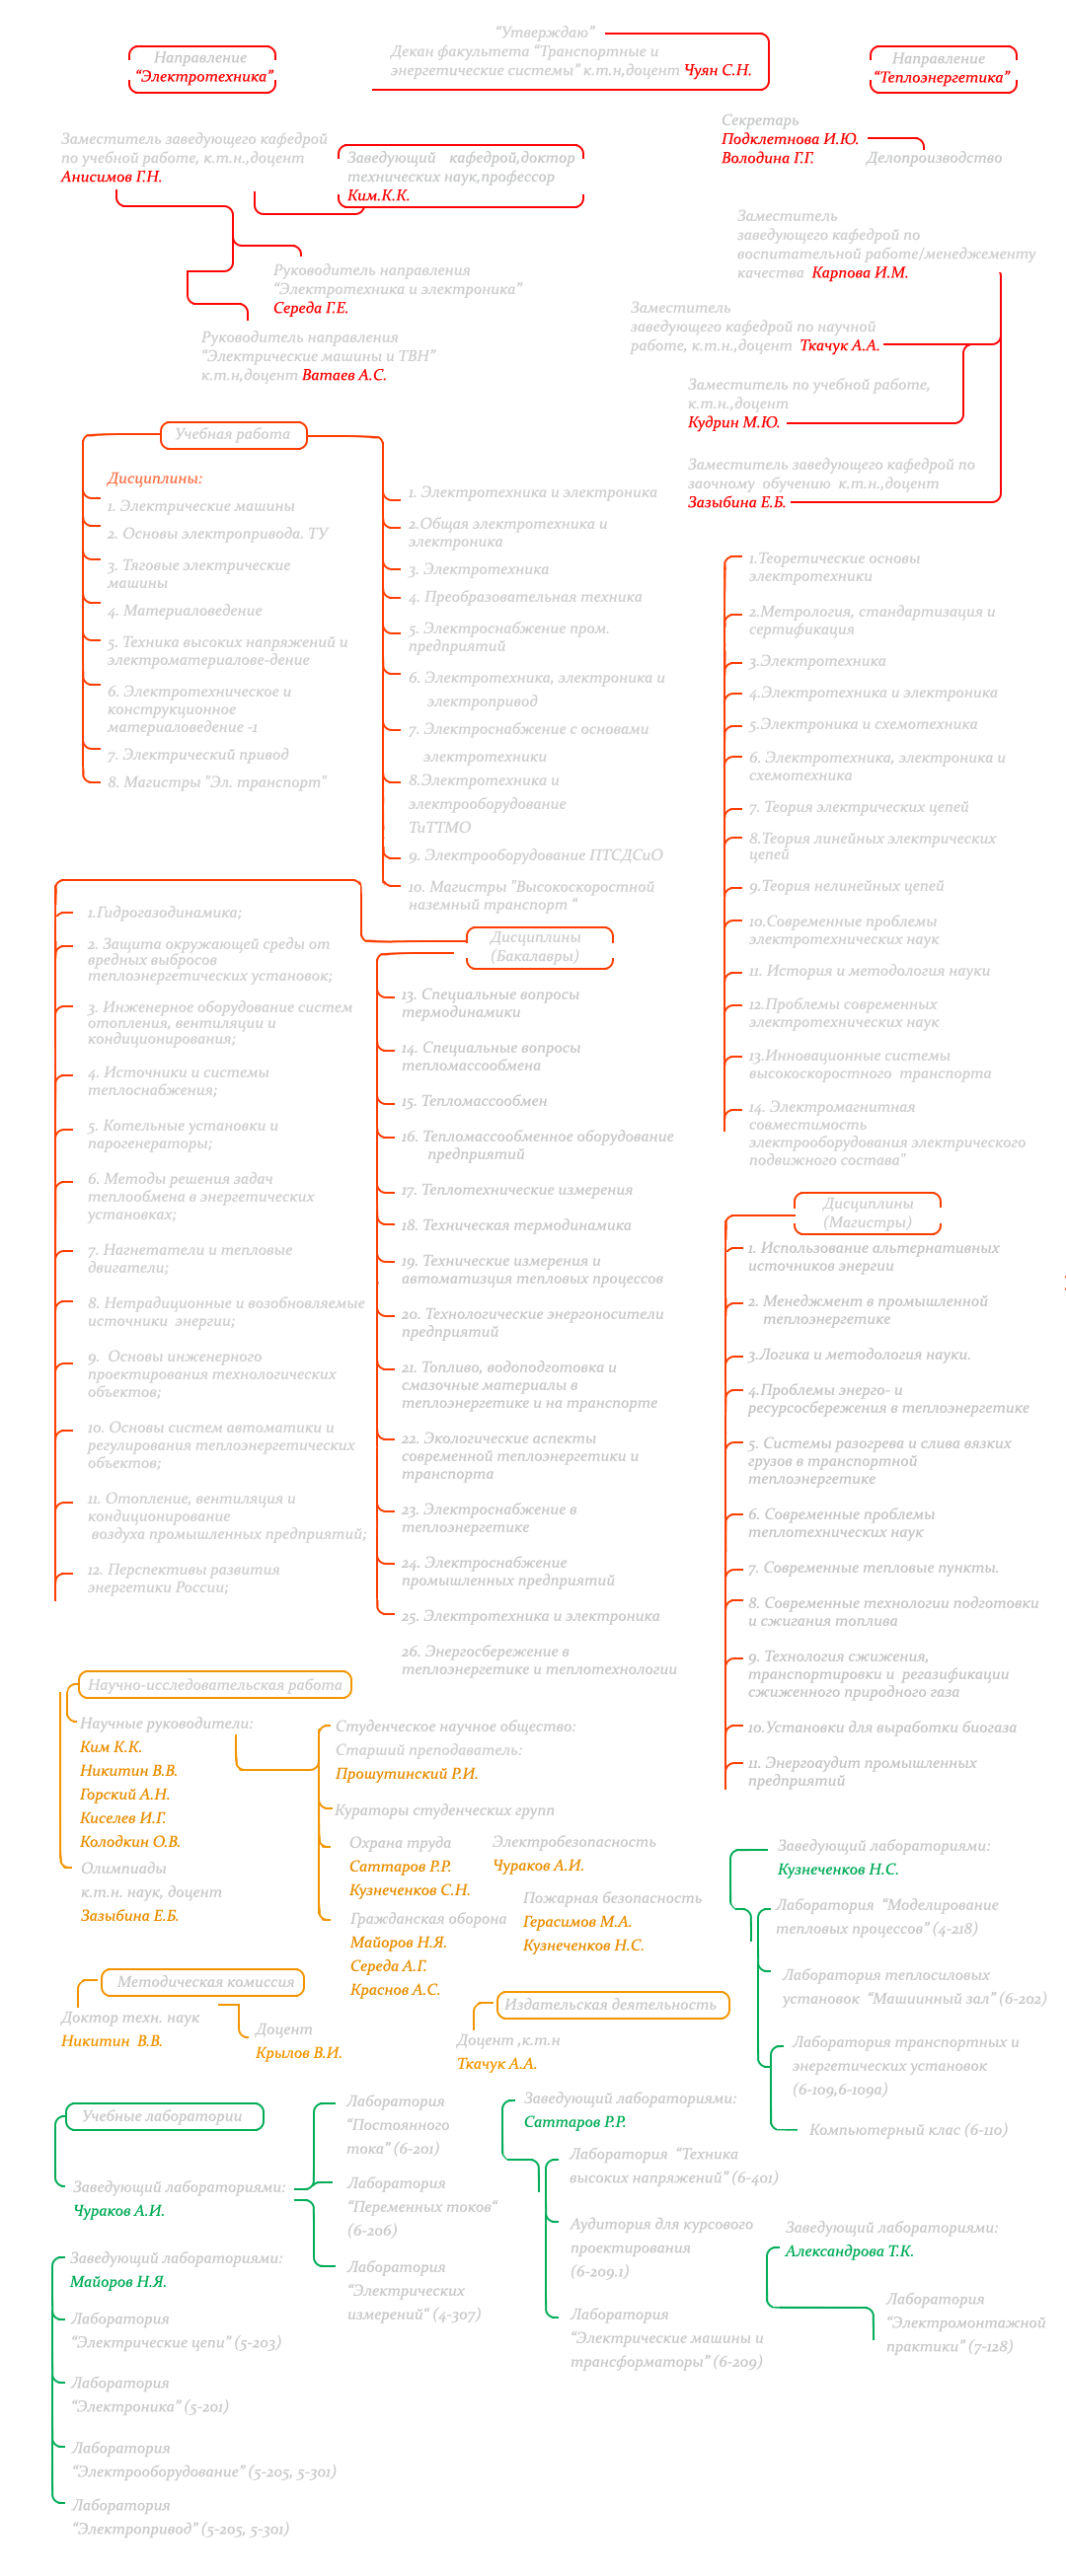 “Утверждаю”
Декан факультета “Транспортные и
энергетические системы” к.т.н,доцент Чуян С.Н.
Направление
“Электротехника”
Направление
“Теплоэнергетика”
Заместитель заведующего кафедрой
по учебной работе, к.т.н.,доцент
Анисимов Г.Н.
Заведующий кафедрой,доктор
технических наук,профессор
Ким.К.К.
Секретарь
Подклетнова И.Ю.
Володина Г.Г.
Делопроизводство
Руководитель направления
“Электротехника и электроника”
Середа Г.Е.
Руководитель направления
“Электрические машины и ТВН”
к.т.н,доцент Ватаев А.С.
Заместитель
заведующего кафедрой по
воспитательной работе/менеджементу
качества Карпова И.М.
Заместитель
заведующего кафедрой по научной
работе, к.т.н.,доцент Ткачук А.А.
Заместитель по учебной работе,
к.т.н.,доцент
Кудрин М.Ю.
Заместитель заведующего кафедрой по
заочному обучению к.т.н.,доцент
Зазыбина Е.Б.
Учебная работа
Дисциплины:
1. Электрические машины
2. Основы электропривода. ТУ
3. Тяговые электрические
машины
4. Материаловедение
5. Техника высоких напряжений и
электроматериалове-дение
6. Электротехническое и
конструкционное
материаловедение -1
7. Электрический привод
8. Магистры "Эл. транспорт"
1. Электротехника и электроника
2.Общая электротехника и
электроника
3. Электротехника
4. Преобразовательная техника
5. Электроснабжение пром.
предприятий
6. Электротехника, электроника и
электропривод
7. Электроснабжение с основами
электротехники
8.Электротехника и
электрооборудование
ТиТТМО
9. Электрооборудование ПТСДСиО
10. Магистры "Высокоскоростной
наземный транспорт “
1.Теоретические основы
электротехники
2.Метрология, стандартизация и
сертификация
3.Электротехника
4.Электротехника и электроника
5.Электроника и схемотехника
6. Электротехника, электроника и
схемотехника
7. Теория электрических цепей
8.Теория линейных электрических
цепей
9.Теория нелинейных цепей
10.Современные проблемы
электротехнических наук
11. История и методология науки
12.Проблемы современных
электротехнических наук
13.Инновационные системы
высокоскоростного транспорта
14. Электромагнитная
совместимость
электрооборудования электрического
подвижного состава"
Дисциплины
(Бакалавры)
1.Гидрогазодинамика;
2. Защита окружающей среды от
вредных выбросов
теплоэнергетических установок;
3. Инженерное оборудование систем
отопления, вентиляции и
кондиционирования;
4. Источники и системы
теплоснабжения;
5. Котельные установки и
парогенераторы;
6. Методы решения задач
теплообмена в энергетических
установках;
7. Нагнетатели и тепловые
двигатели;
8. Нетрадиционные и возобновляемые
источники энергии;
9. Основы инженерного
проектирования технологических
объектов;
10. Основы систем автоматики и
регулирования теплоэнергетических
объектов;
11. Отопление, вентиляция и
кондиционирование
воздуха промышленных предприятий;
12. Перспективы развития
энергетики России;
13. Специальные вопросы
термодинамики
14. Специальные вопросы
тепломассообмена
15. Тепломассообмен
16. Тепломассообменное оборудование
предприятий
17. Теплотехнические измерения
18. Техническая термодинамика
19. Технические измерения и
автоматизция тепловых процессов
20. Технологические энергоносители
предприятий
21. Топливо, водоподготовка и
смазочные материалы в
теплоэнергетике и на транспорте
22. Экологические аспекты
современной теплоэнергетики и
транспорта
23. Электроснабжение в
теплоэнергетике
24. Электроснабжение
промышленных предприятий
25. Электротехника и электроника
26. Энергосбережение в
теплоэнергетике и теплотехнологии
Дисциплины
(Магистры)
1. Использование альтернативных
источников энергии
2. Менеджмент в промышленной
теплоэнергетике
3.Логика и методология науки.
4.Проблемы энерго- и
ресурсосбережения в теплоэнергетике
5. Системы разогрева и слива вязких
грузов в транспортной
теплоэнергетике
6. Современные проблемы
теплотехнических наук
7. Современные тепловые пункты.
8. Современные технологии подготовки
и сжигания топлива
9. Технология сжижения,
транспортировки и регазификации
сжиженного природного газа
10.Установки для выработки биогаза
11. Энергоаудит промышленных
предприятий
Научно-исследовательская работа
Научные руководители:
Ким К.К.
Никитин В.В.
Горский А.Н.
Киселев И.Г.
Колодкин О.В.
Олимпиады
к.т.н. наук, доцент
Зазыбина Е.Б.
Студенческое научное общество:
Старший преподаватель:
Прошутинский Р.И.
Кураторы студенческих групп
Охрана труда
Саттаров Р.Р.
Кузнеченков С.Н.
Электробезопасность
Чураков А.И.
Пожарная безопасность
Герасимов М.А.
Кузнеченков Н.С.
Гражданская оборона
Майоров Н.Я.
Середа А.Г.
Краснов А.С.
Методическая комиссия
Доктор техн. наук
Никитин В.В.
Доцент
Крылов В.И.
Издательская деятельность
Доцент ,к.т.н
Ткачук А.А.
Заведующий лабораториями:
Кузнеченков Н.С.
Лаборатория “Моделирование
тепловых процессов” (4-218)
Лаборатория теплосиловых
установок “Машиинный зал” (6-202)
Лаборатория транспортных и
энергетических установок
(6-109,6-109а)
Компьютерный клас (6-110)
Учебные лаборатории
Заведующий лабораториями:
Чураков А.И.
Лаборатория
“Постоянного
тока” (6-201)
Лаборатория
“Переменных токов“
(6-206)
Лаборатория
“Электрических
измерений“ (4-307)
Заведующий лабораториями:
Саттаров Р.Р.
Лаборатория “Техника
высоких напряжений” (6-401)
Аудитория для курсового
проектирования
(6-209.1)
Лаборатория
“Электрические машины и
трансформаторы” (6-209)
Заведующий лабораториями:
Александрова Т.К.
Лаборатория
“Электромонтажной
практики” (7-128)
Заведующий лабораториями:
Майоров Н.Я.
Лаборатория
“Электрические цепи” (5-203)
Лаборатория
“Электроника” (5-201)
Лаборатория
“Электрооборудование” (5-205, 5-301)
Лаборатория
“Электропривод” (5-205, 5-301)